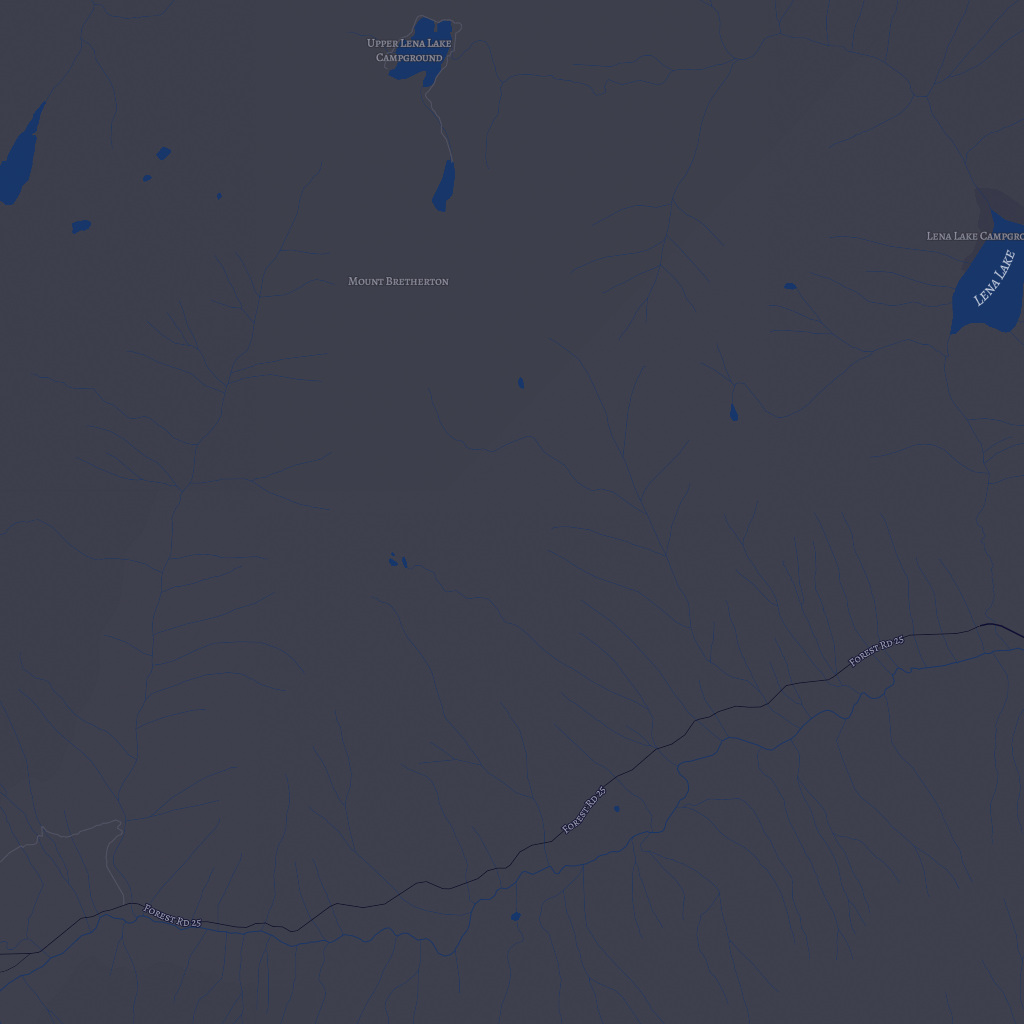 Upper Lena Lake
Campground
Lena Lake Campgro
Lena Lake
Mount Bretherton
Forest Rd 25
Forest Rd 25
Forest Rd 25